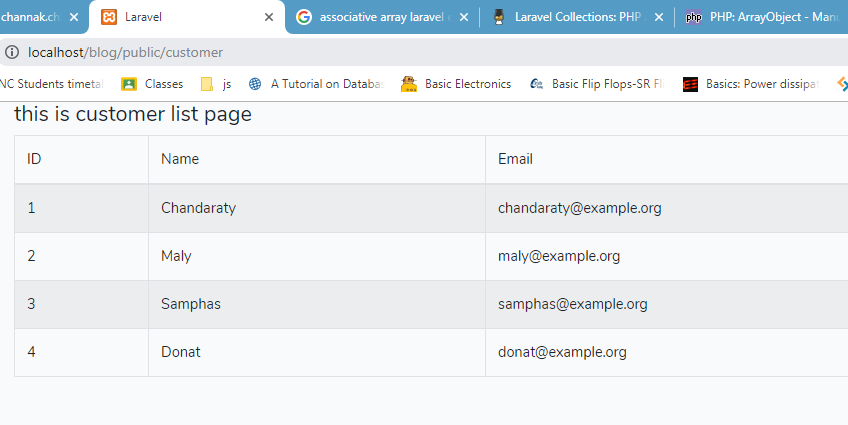 channak.ch Laravel associative array laravel Laravel Collections: PHP PHP: ArrayObject - Manu
localhost/blog/public/customer
NC Students timetal Classes js A Tutorial on Databas Basic Electronics Basic Flip Flops-SR Fl Basics: Power dissipat
this is customer list page
ID Name Email
1 Chandaraty chandaraty@example.org
2 Maly maly@example.org
3 Samphas samphas@example.org
4 Donat donat@example.org